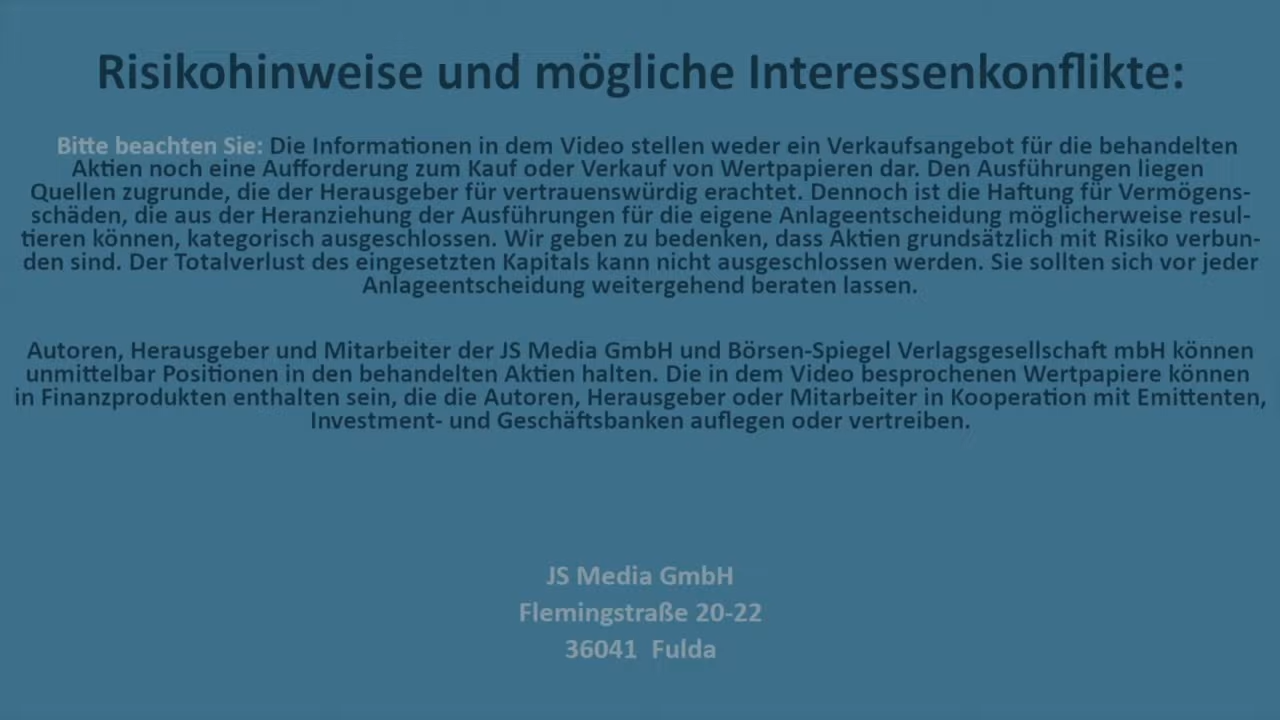 Risikohinweise und mögliche Interessenkonflikte:
Bitte beachten Sie: Die Informationen in dem Video stellen weder ein Verkaufsangebot für die behandelten
Aktien noch eine Aufforderung zum Kauf oder Verkauf von Wertpapieren dar. Den Ausführungen liegen
Quellen zugrunde, die der Herausgeber für vertrauenswürdig erachtet. Dennoch ist die Haftung für Vermögens-
schäden, die aus der Heranziehung der Ausführungen für die eigene Anlageentscheidung möglicherweise resul-
tieren können, kategorisch ausgeschlossen. Wir geben zu bedenken, dass Aktien grundsätzlich mit Risiko verbun-
den sind. Der Totalverlust des eingesetzten Kapitals kann nicht ausgeschlossen werden. Sie sollten sich vor jeder
Anlageentscheidung weitergehend beraten lassen.
Autoren, Herausgeber und Mitarbeiter der JS Media GmbH und Börsen-Spiegel Verlagsgesellschaft mbH können
unmittelbar Positionen in den behandelten Aktien halten. Die in dem Video besprochenen Wertpapiere können
in Finanzprodukten enthalten sein, die die Autoren, Herausgeber oder Mitarbeiter in Kooperation mit Emittenten,
Investment- und Geschäftsbanken auflegen oder vertreiben.
JS Media GmbH
Flemingstraße 20-22
36041 Fulda